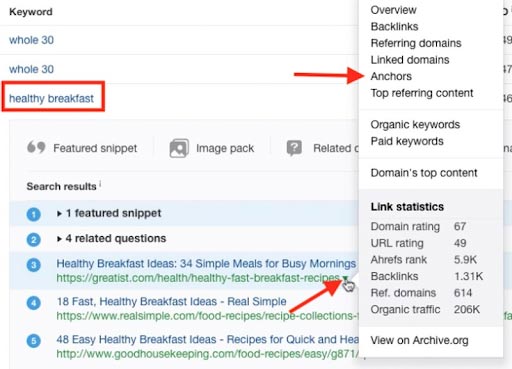 Keyword
whole 30
whole 30
healthy breakfast
Featured snippet
Image pack
Related
Search results i
1 1 featured snippet
2 4 related questions
3 Healthy Breakfast Ideas: 34 Simple Meals for Busy Mornings
https://greatist.com/health/healthy-fast-breakfast-recipes
4 18 Fast, Healthy Breakfast Ideas - Real Simple
https://www.realsimple.com/food-recipes/recipe-collections-
5 48 Easy Healthy Breakfast Ideas - Recipes for Quick and Hea
http://www.goodhousekeeping.com/food-recipes/easy/g871/
Overview
Backlinks
Referring domains
Linked domains
Anchors
Top referring content
Organic keywords
Paid keywords
Domain's top content
Link statistics
Domain rating 67
URL rating 49
Ahrefs rank 5.9K
Backlinks 1.31K
Ref. domains 614
Organic traffic 206K
View on Archive.org